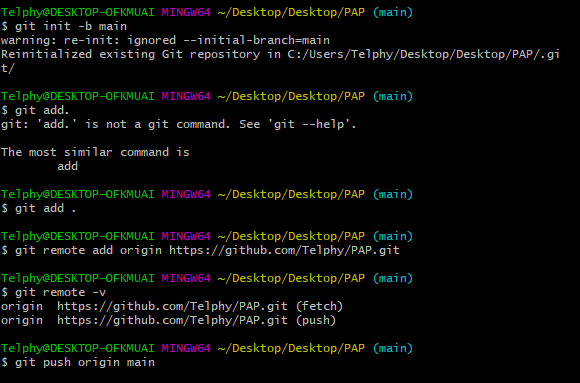 Telphy@DESKTOP-OFKMUAI MINGW64 ~/Desktop/Desktop/PAP (main)
$ git init -b main
warning: re-init: ignored --initial-branch=main
Reinitialized existing Git repository in C:/Users/Telphy/Desktop/Desktop/PAP/.gi
t/
Telphy@DESKTOP-OFKMUAI MINGW64 ~/Desktop/Desktop/PAP (main)
$ git add.
git: 'add.' is not a git command. See 'git --help'.
The most similar command is
        add
Telphy@DESKTOP-OFKMUAI MINGW64 ~/Desktop/Desktop/PAP (main)
$ git add .
Telphy@DESKTOP-OFKMUAI MINGW64 ~/Desktop/Desktop/PAP (main)
$ git remote add origin https://github.com/Telphy/PAP.git
Telphy@DESKTOP-OFKMUAI MINGW64 ~/Desktop/Desktop/PAP (main)
$ git remote -v
origin  https://github.com/Telphy/PAP.git (fetch)
origin  https://github.com/Telphy/PAP.git (push)
Telphy@DESKTOP-OFKMUAI MINGW64 ~/Desktop/Desktop/PAP (main)
$ git push origin main